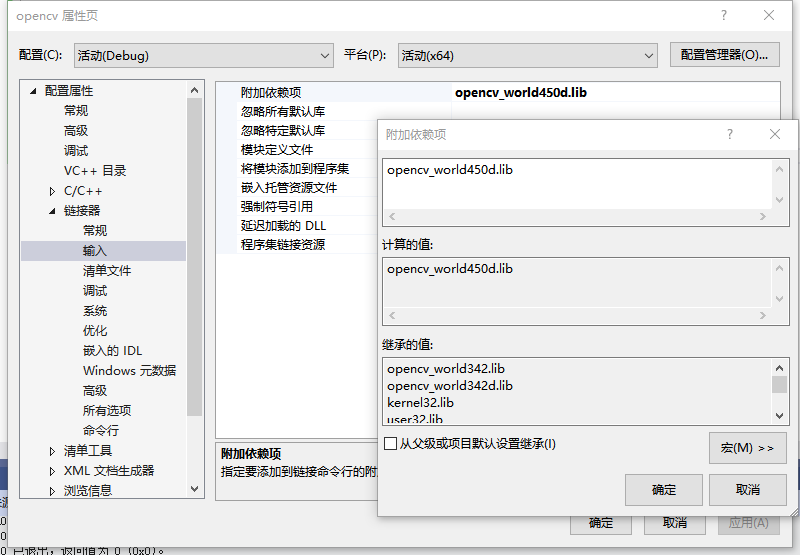 opencv 属性页
配置(C): 活动(Debug) 平台(P): 活动(x64) 配置管理器(O)...
配置属性
常规
高级
调试
VC++ 目录
C/C++
链接器
常规
输入
清单文件
调试
系统
优化
嵌入的 IDL
Windows 元数据
高级
所有选项
命令行
清单工具
XML 文档生成器
浏览信息
附加依赖项 opencv_world450d.lib
忽略所有默认库
忽略特定默认库
模块定义文件
将模块添加到程序集
嵌入托管资源文件
强制符号引用
延迟加载的 DLL
程序集链接资源
附加依赖项
指定要添加到链接命令行的附
确定 取消 应用(A)
附加依赖项
opencv_world450d.lib
计算的值:
opencv_world450d.lib
继承的值:
opencv_world342.lib
opencv_world342d.lib
kernel32.lib
user32.lib
从父级或项目默认设置继承(I)
宏(M) >>
确定 取消
0 已退出，返回值为 0 (0x0)。